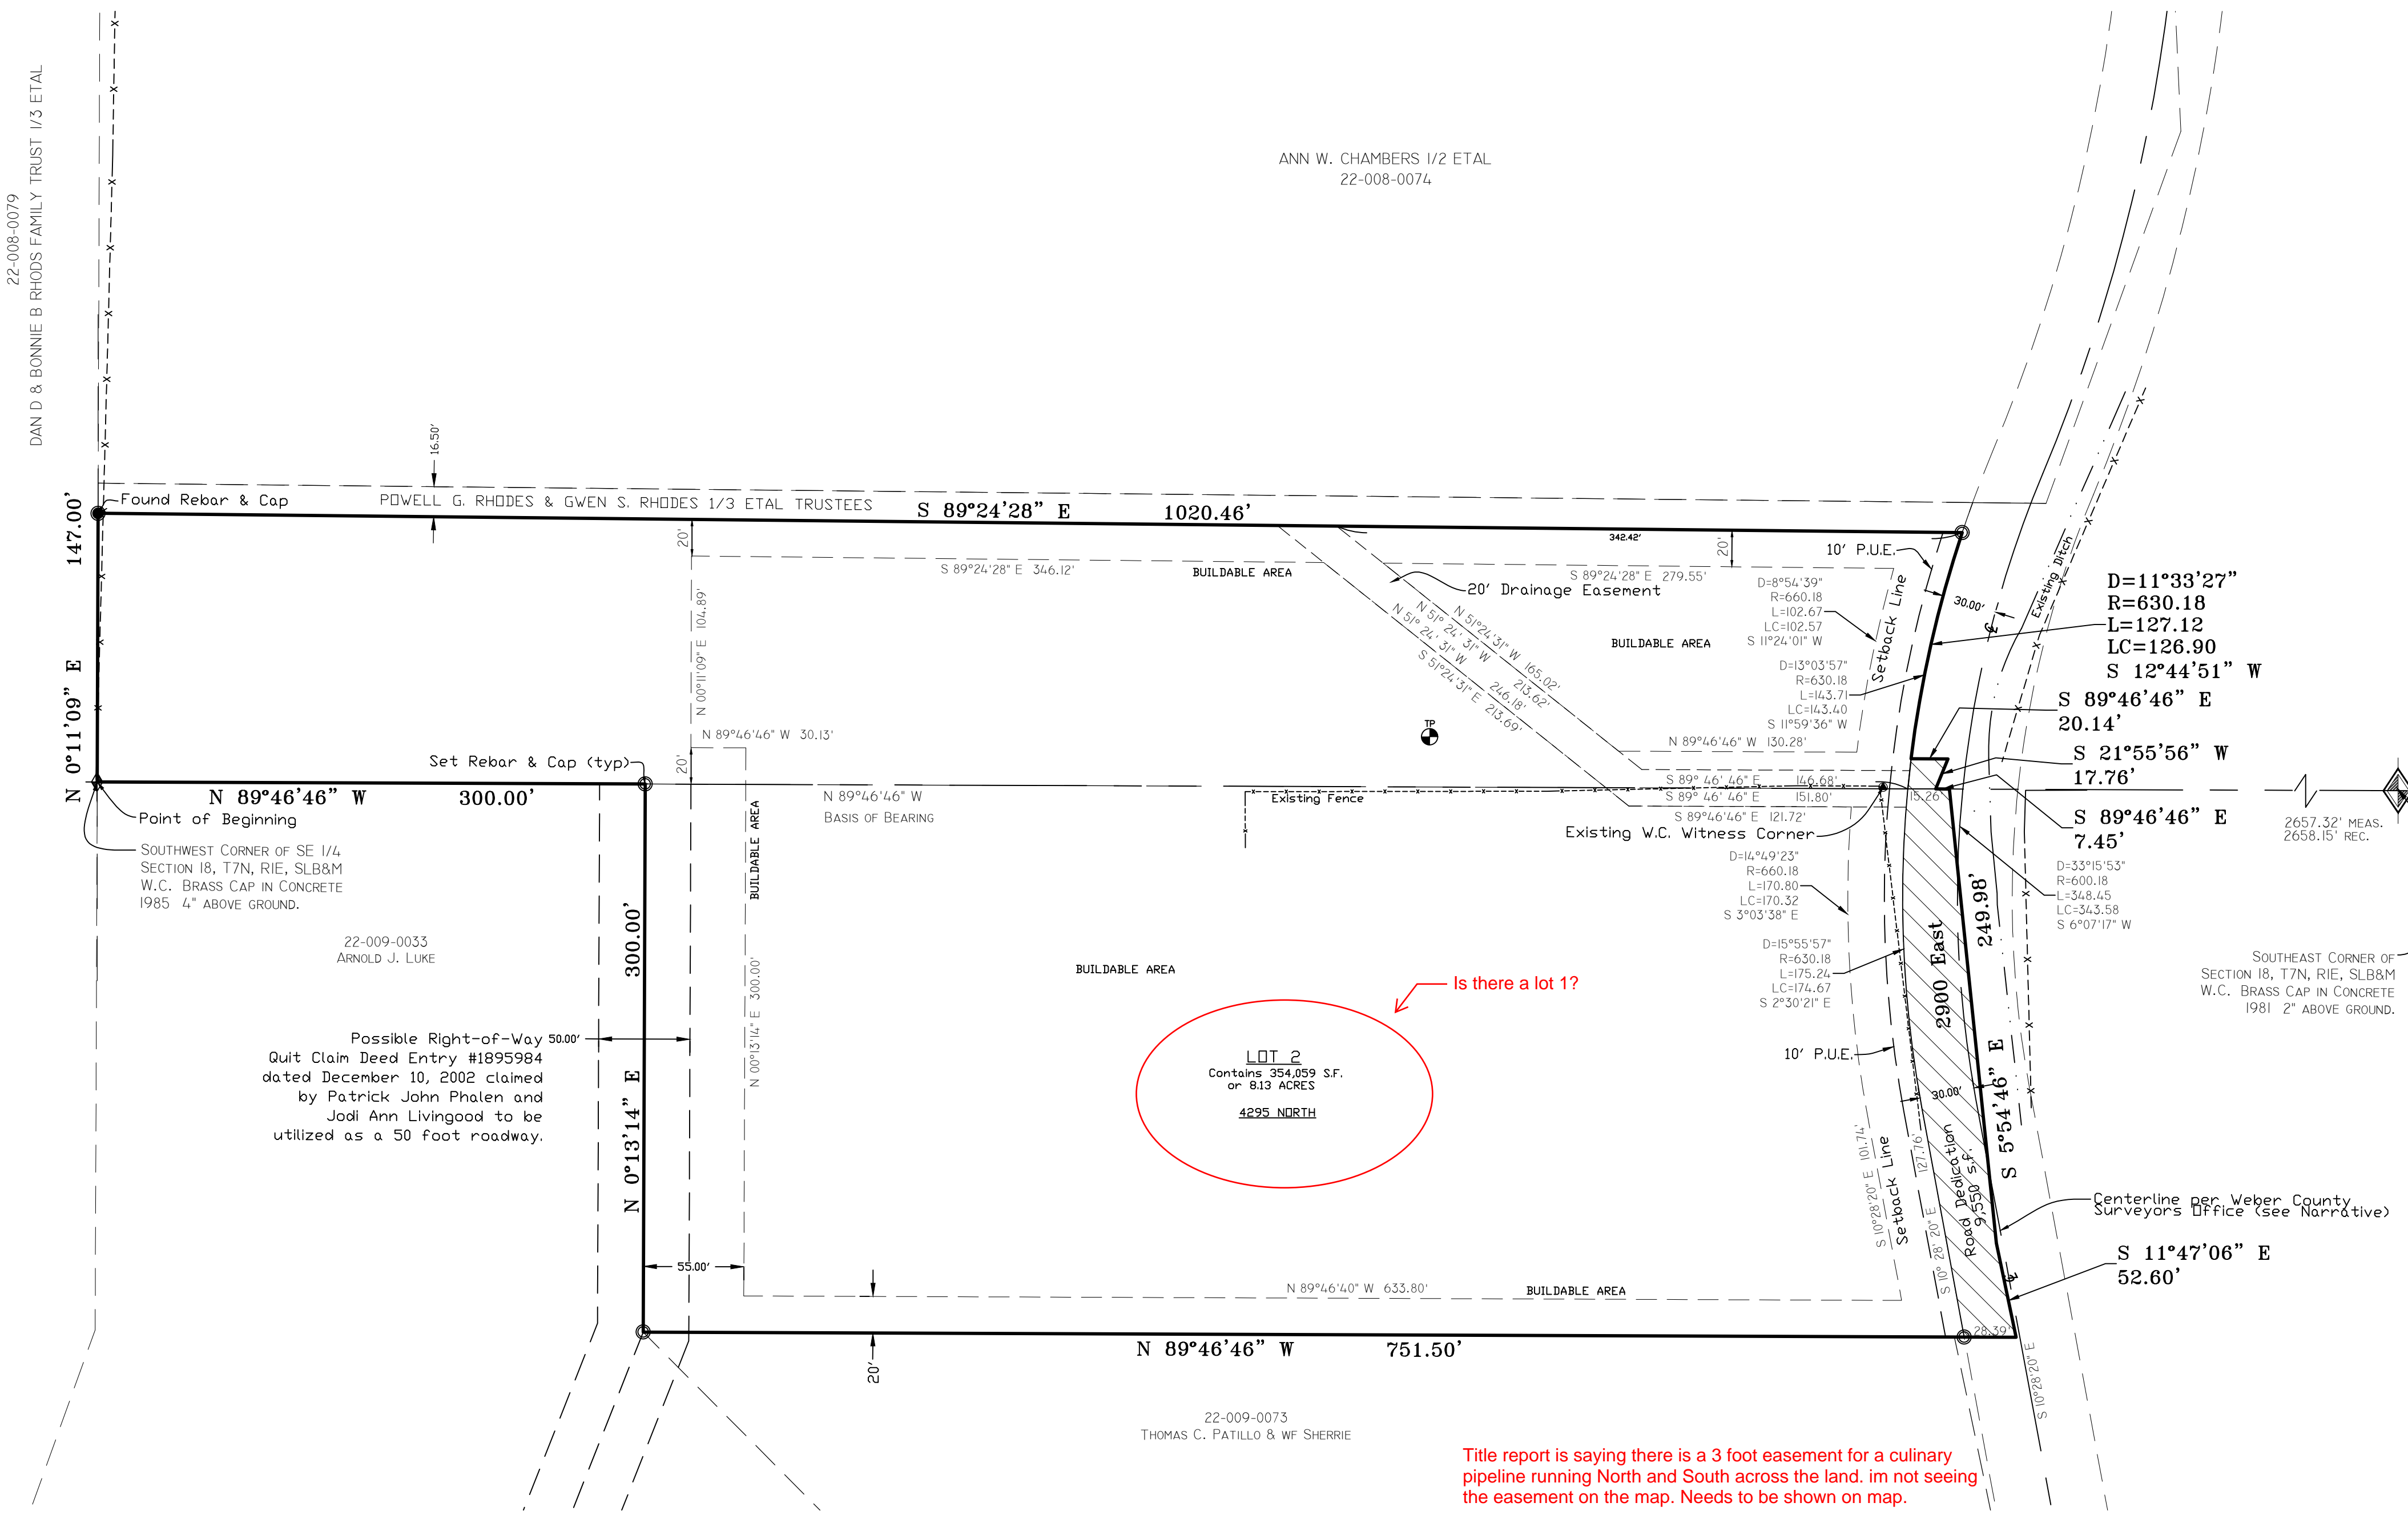 22-008-0079
DAN D & BONNIE B RHODS FAMILY TRUST 1/3 ETAL
ANN W. CHAMBERS 1/2 ETAL
22-008-0074
16.50'
Found Rebar & Cap
POWELL G. RHODES & GWEN S. RHODES 1/3 ETAL TRUSTEES
S 89°24'28" E 1020.46'
N 0°11'09" E 147.00'
20'
S 89°24'28" E 346.12'
BUILDABLE AREA
342.42'
20'
10' P.U.E.
S 89°24'28" E 279.55'
20' Drainage Easement
N 51°24'31" W 165.02'
N 51° 24' 31" W 213.62'
N 51° 24' 31" W 246.18'
S 51°24'31" E 213.69'
BUILDABLE AREA
D=8°54'39"
R=660.18
L=102.67
LC=102.57
S 11°24'01" W
Setback Line
30.00'
Existing Ditch
D=11°33'27"
R=630.18
L=127.12
LC=126.90
S 12°44'51" W
D=13°03'57"
R=630.18
L=143.71
LC=143.40
S 11°59'36" W
S 89°46'46" E
20.14'
S 21°55'56" W
17.76'
S 89°46'46" E
7.45'
N 00°11'09" E 104.89'
N 89°46'46" W 30.13'
20'
TP
N 89°46'46" W 130.28'
S 89° 46' 46" E 146.68'
S 89° 46' 46" E 151.80'
15.26'
S 89°46'46" E 121.72'
Set Rebar & Cap (typ)
N 89°46'46" W 300.00'
Point of Beginning
N 89°46'46" W
BASIS OF BEARING
Existing Fence
Existing W.C. Witness Corner
2657.32' MEAS.
2658.15' REC.
SOUTHWEST CORNER OF SE 1/4
SECTION 18, T7N, R1E, SLB&M
W.C. BRASS CAP IN CONCRETE
1985 4" ABOVE GROUND.
BUILDABLE AREA
D=14°49'23"
R=660.18
L=170.80
LC=170.32
S 3°03'38" E
D=33°15'53"
R=600.18
L=348.45
LC=343.58
S 6°07'17" W
22-009-0033
ARNOLD J. LUKE
N 0°13'14" E 300.00'
N 00°13'14" E 300.00'
BUILDABLE AREA
D=15°55'57"
R=630.18
L=175.24
LC=174.67
S 2°30'21" E
2900 East
S 5°54'46" E 249.98'
SOUTHEAST CORNER OF
SECTION 18, T7N, R1E, SLB&M
W.C. BRASS CAP IN CONCRETE
1981 2" ABOVE GROUND.
Is there a lot 1?
Possible Right-of-Way 50.00'
Quit Claim Deed Entry #1895984
dated December 10, 2002 claimed
by Patrick John Phalen and
Jodi Ann Livingood to be
utilized as a 50 foot roadway.
LOT 2
Contains 354,059 S.F.
or 8.13 ACRES
4295 NORTH
10' P.U.E.
30.00'
S 10°28'20" E 101.74'
Setback Line
S 10° 28' 20" E 127.76'
Road Dedication
9,550 s.f.
Centerline per Weber County
Surveyors Office (see Narrative)
S 11°47'06" E
52.60'
55.00'
N 89°46'40" W 633.80'
BUILDABLE AREA
28.39'
N 89°46'46" W 751.50'
20'
S 10°28'20" E
22-009-0073
THOMAS C. PATILLO & WF SHERRIE
Title report is saying there is a 3 foot easement for a culinary
pipeline running North and South across the land. im not seeing
the easement on the map. Needs to be shown on map.